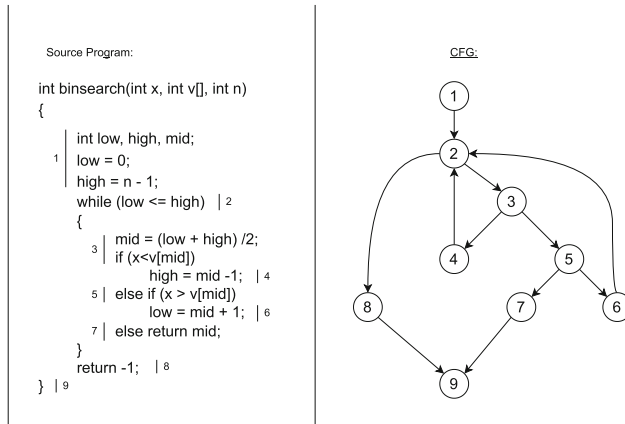 Source Program:
int binsearch(int x, int v[], int n)
{
int low, high, mid;
1 low = 0;
high = n - 1;
while (low <= high) | 2
{
3 mid = (low + high) /2;
if (x<v[mid])
high = mid -1; | 4
5 | else if (x > v[mid])
low = mid + 1; | 6
7 | else return mid;
}
return -1; | 8
} | 9
CFG:
1
2
3
4
5
8
7
6
9